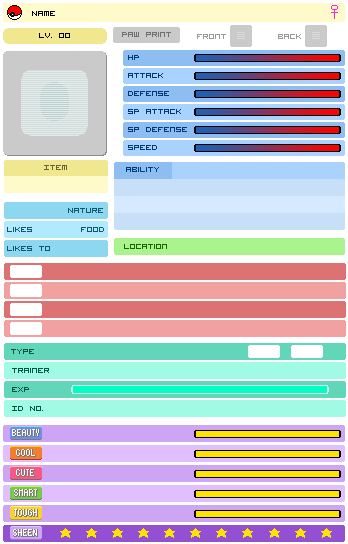 NAME
LV. 00
PAW PRINT FRONT BACK
HP
ATTACK
DEFENSE
SP ATTACK
SP DEFENSE
SPEED
ITEM
ABILITY
NATURE
LIKES FOOD
LIKES TO
LOCATION
TYPE
TRAINER
EXP
ID NO.
BEAUTY
COOL
CUTE
SMART
TOUGH
SHEEN